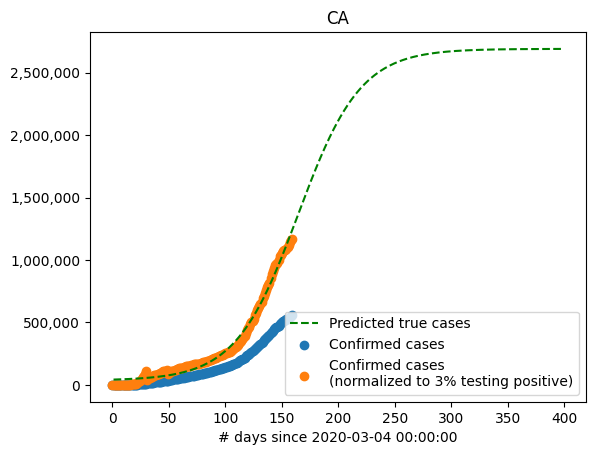 CA
2,500,000
2,000,000
1,500,000
1,000,000
500,000
0
Predicted true cases
Confirmed cases
Confirmed cases
(normalized to 3% testing positive)
0 50 100 150 200 250 300 350 400
# days since 2020-03-04 00:00:00